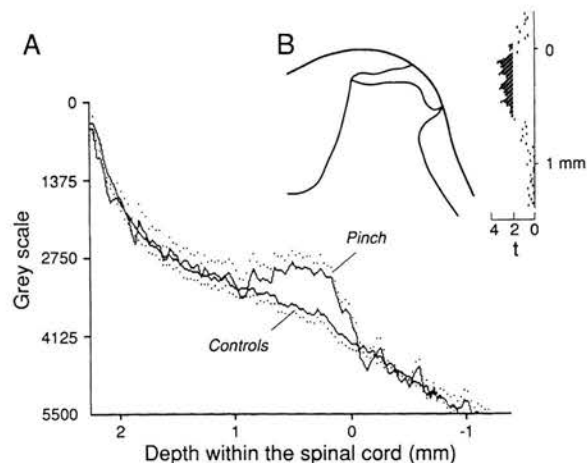 A
B
0
1375
2750
4125
5500
Grey scale
2
1
0
-1
Depth within the spinal cord (mm)
Pinch
Controls
0
1 mm
4 2 0
t